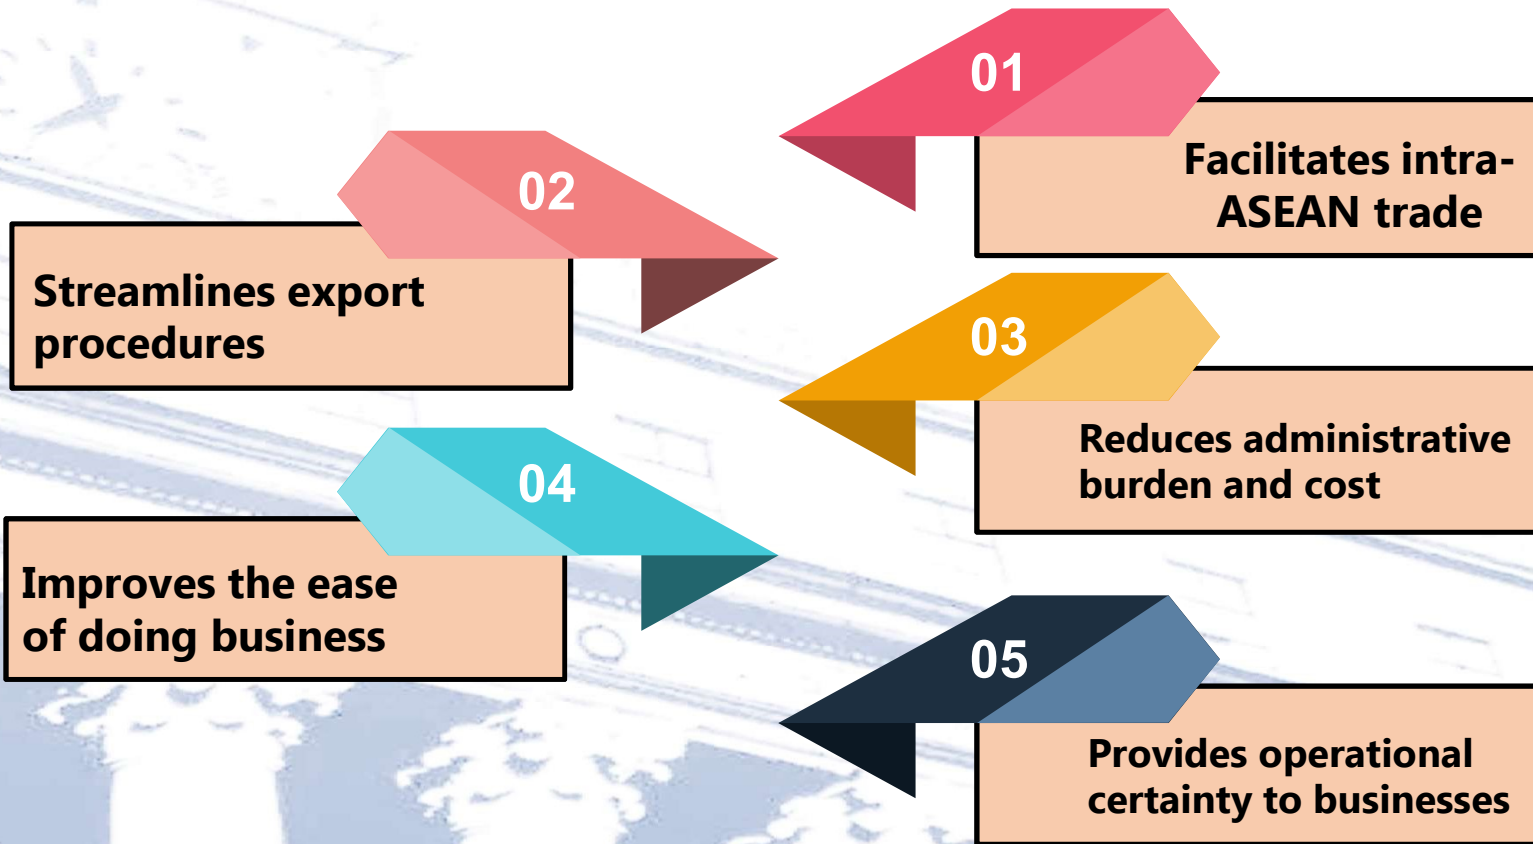 01
Facilitates intra-
ASEAN trade
02
Streamlines export
procedures
03
Reduces administrative
burden and cost
04
Improves the ease
of doing business
05
Provides operational
certainty to businesses